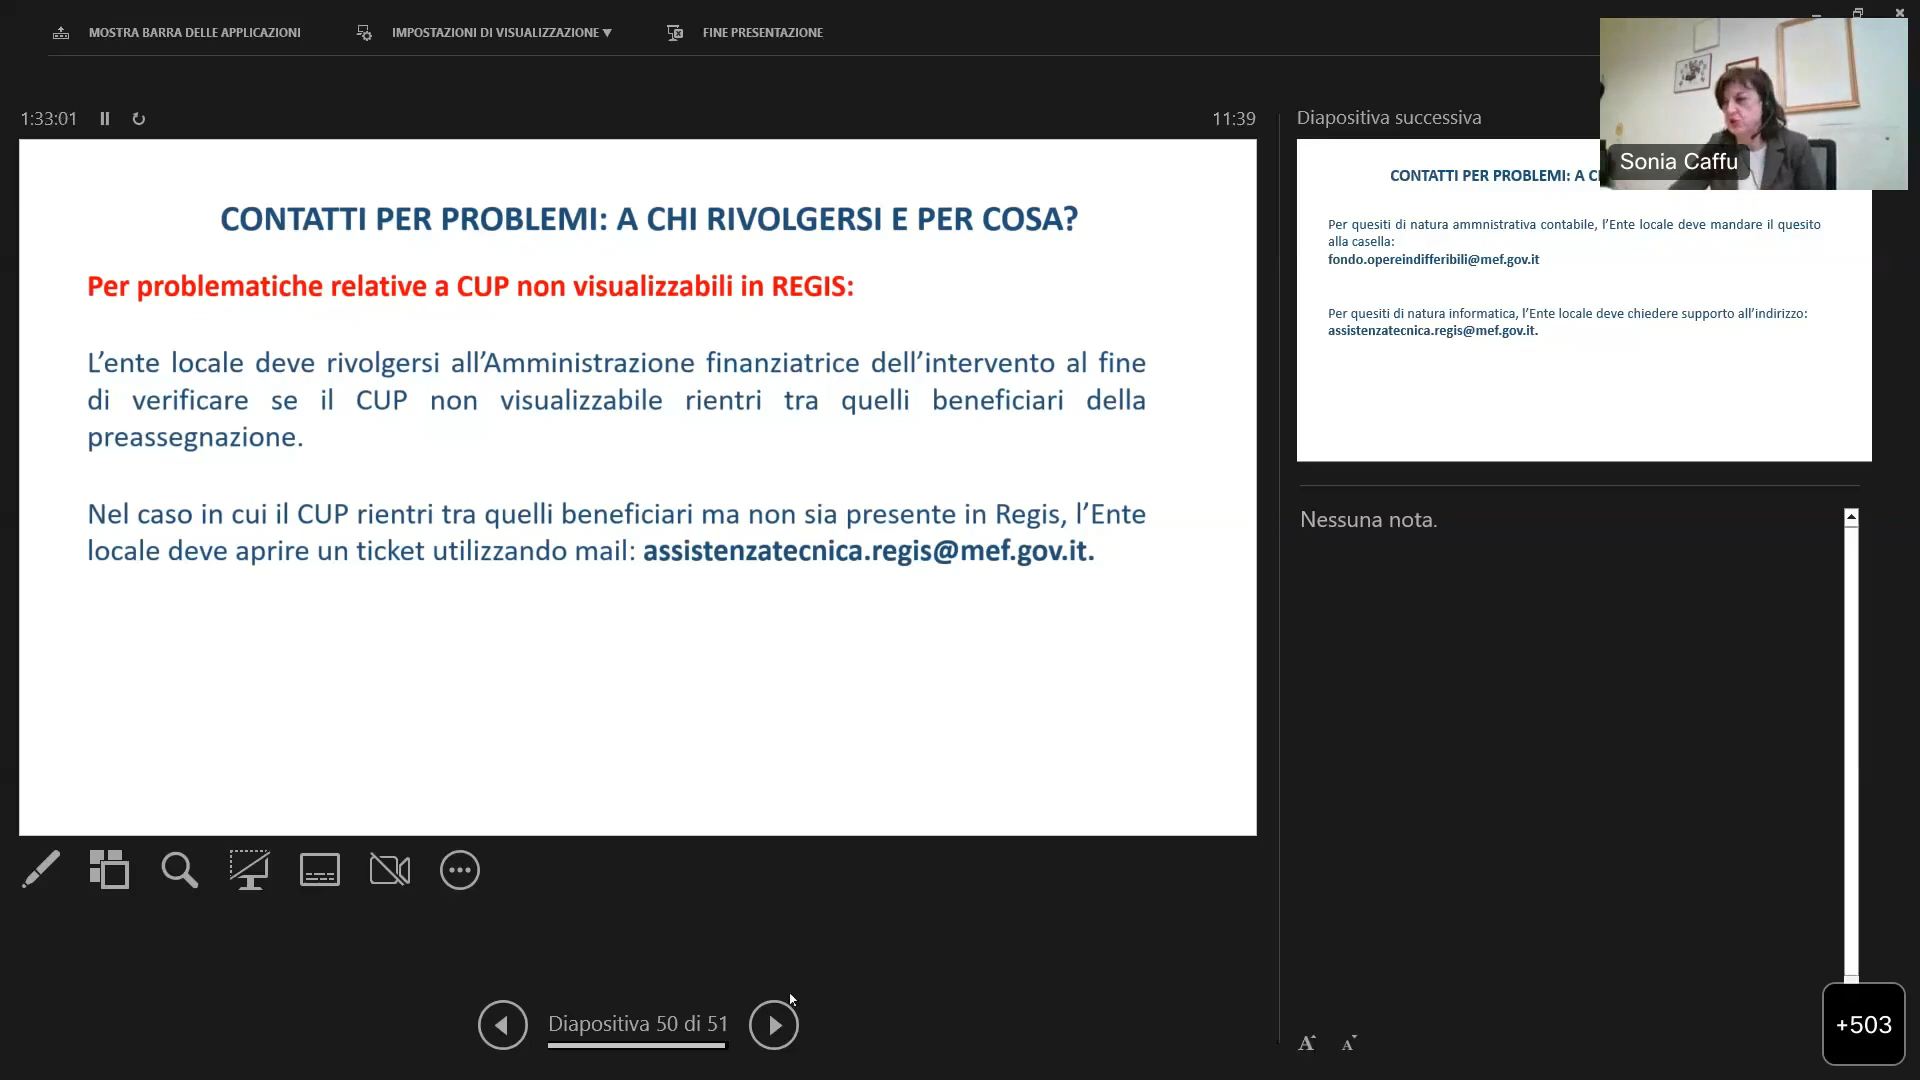 MOSTRA BARRA DELLE APPLICAZIONI
IMPOSTAZIONI DI VISUALIZZAZIONE ▼
FINE PRESENTAZIONE
1:33:01
11:39
CONTATTI PER PROBLEMI: A CHI RIVOLGERSI E PER COSA?
Per problematiche relative a CUP non visualizzabili in REGIS:
L’ente locale deve rivolgersi all’Amministrazione finanziatrice dell’intervento al fine
di verificare se il CUP non visualizzabile rientri tra quelli beneficiari della
preassegnazione.
Nel caso in cui il CUP rientri tra quelli beneficiari ma non sia presente in Regis, l’Ente
locale deve aprire un ticket utilizzando mail: assistenzatecnica.regis@mef.gov.it.
Diapositiva 50 di 51
Diapositiva successiva
Sonia Caffu
CONTATTI PER PROBLEMI: A
Per quesiti di natura ammnistrativa contabile, l’Ente locale deve mandare il quesito
alla casella:
fondo.opereindifferibili@mef.gov.it
Per quesiti di natura informatica, l’Ente locale deve chiedere supporto all’indirizzo:
assistenzatecnica.regis@mef.gov.it.
Nessuna nota.
A A
+503